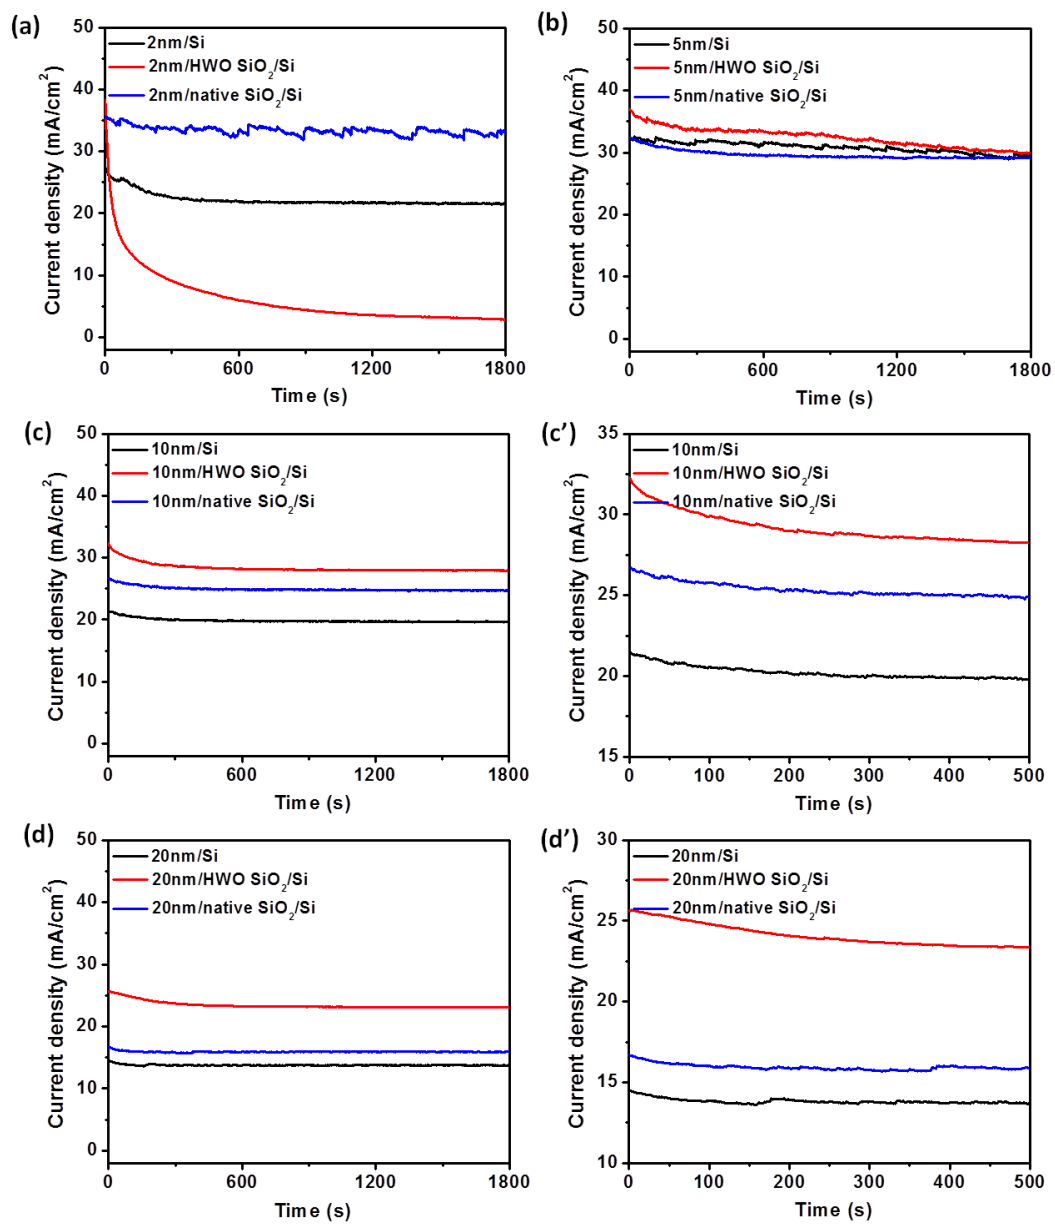 (a)
50
40
30
20
10
0
2nm/Si
2nm/HWO SiO2/Si
2nm/native SiO2/Si
0 600 1200 1800
Time (s)
Current density (mA/cm2)
(b)
50
40
30
20
10
0
5nm/Si
5nm/HWO SiO2/Si
5nm/native SiO2/Si
0 600 1200 1800
Time (s)
Current density (mA/cm2)
(c)
50
40
30
20
10
0
10nm/Si
10nm/HWO SiO2/Si
10nm/native SiO2/Si
0 600 1200 1800
Time (s)
Current density (mA/cm2)
(c')
35
30
25
20
15
10nm/Si
10nm/HWO SiO2/Si
10nm/native SiO2/Si
0 100 200 300 400 500
Time (s)
Current density (mA/cm2)
(d)
50
40
30
20
10
0
20nm/Si
20nm/HWO SiO2/Si
20nm/native SiO2/Si
0 600 1200 1800
Time (s)
Current density (mA/cm2)
(d')
30
25
20
15
10
20nm/Si
20nm/HWO SiO2/Si
20nm/native SiO2/Si
0 100 200 300 400 500
Time (s)
Current density (mA/cm2)